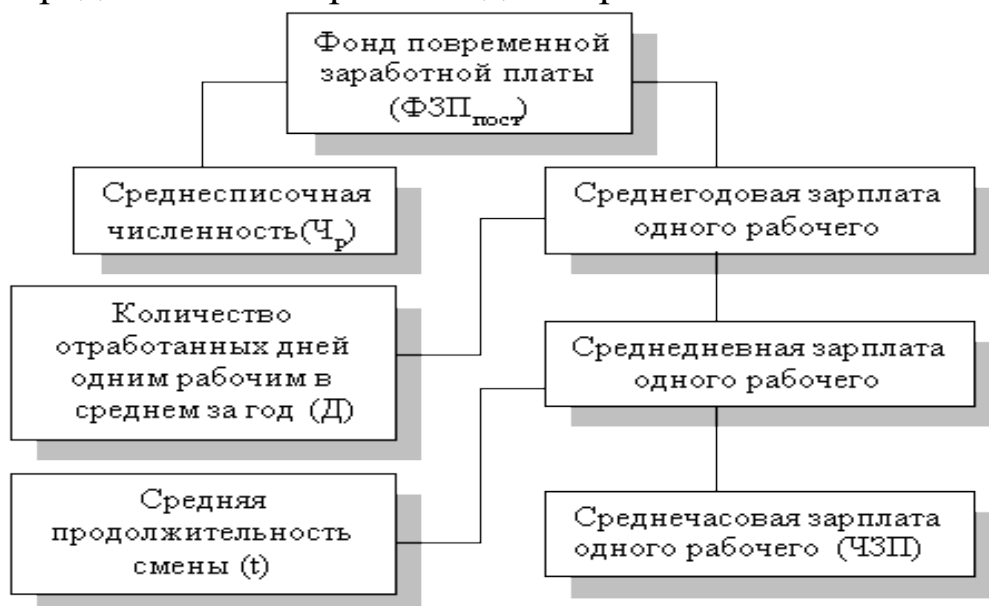 Фонд повременной
заработной платы
(ФЗПпост)
Среднесписочная
численность(Чр)
Среднегодовая зарплата
одного рабочего
Количество
отработанных дней
одним рабочим в
среднем за год (Д)
Среднедневная зарплата
одного рабочего
Средняя
продолжительность
смены (t)
Среднечасовая зарплата
одного рабочего (ЧЗП)